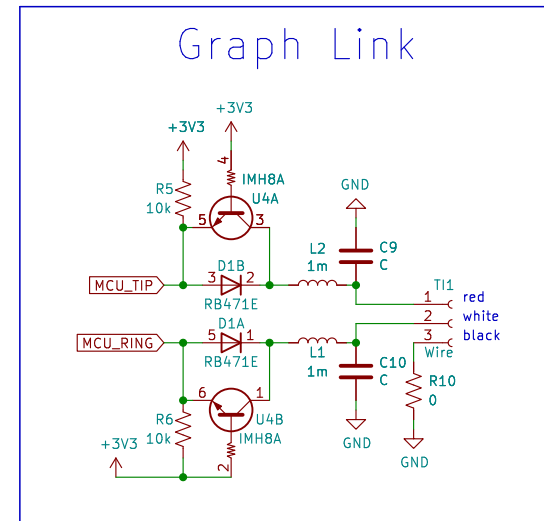 Graph Link
+3V3
+3V3
4
IMH8A
U4A
R5
10k
5
3
GND
C9
C
L2
1m
D1B
MCU_TIP
3
2
RB471E
TI1
1
red
2
white
3
black
Wire
D1A
MCU_RING
5
1
RB471E
L1
1m
C10
C
R10
0
6
1
U4B
IMH8A
R6
10k
+3V3
2
GND
GND